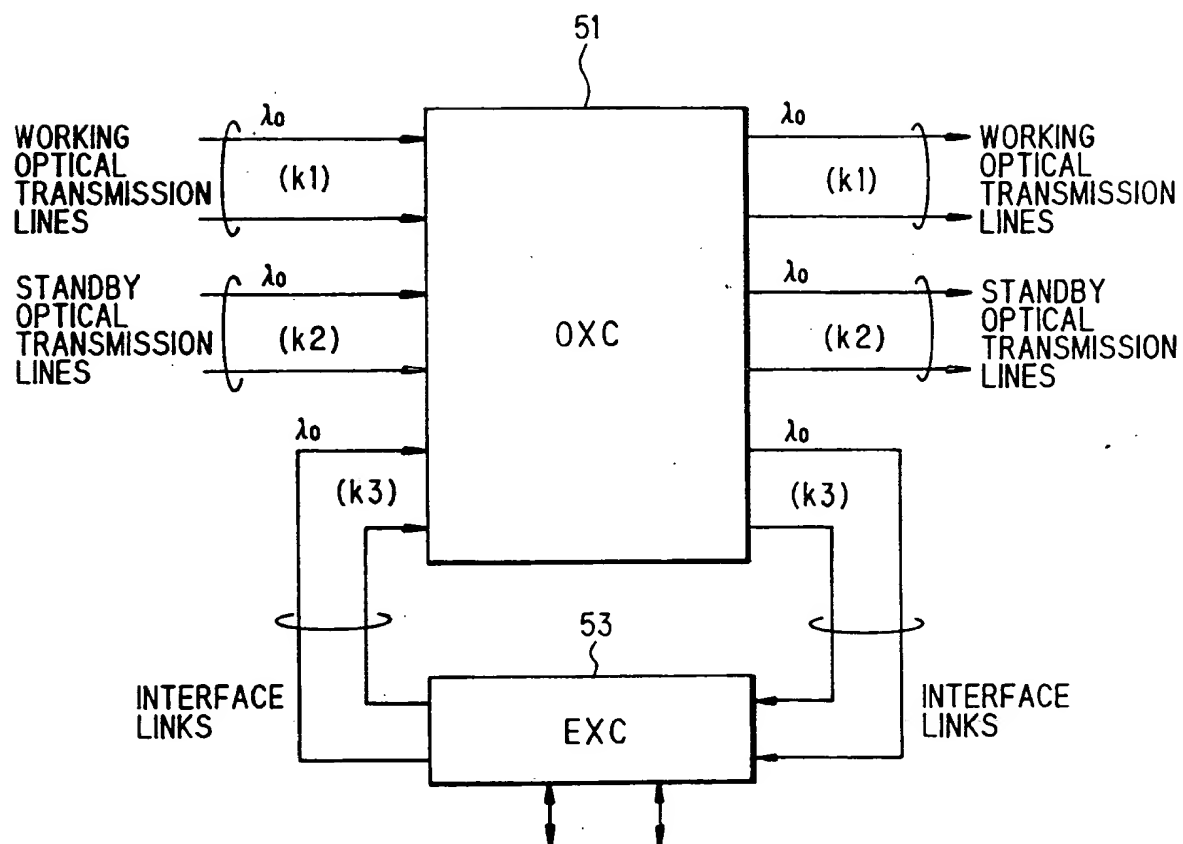 51
λ0
WORKING
OPTICAL
TRANSMISSION
LINES
(k1)
λ0
(k1)
WORKING
OPTICAL
TRANSMISSION
LINES
λ0
STANDBY
OPTICAL
TRANSMISSION
LINES
(k2)
OXC
λ0
(k2)
STANDBY
OPTICAL
TRANSMISSION
LINES
λ0
(k3)
λ0
(k3)
53
INTERFACE
LINKS
EXC
INTERFACE
LINKS